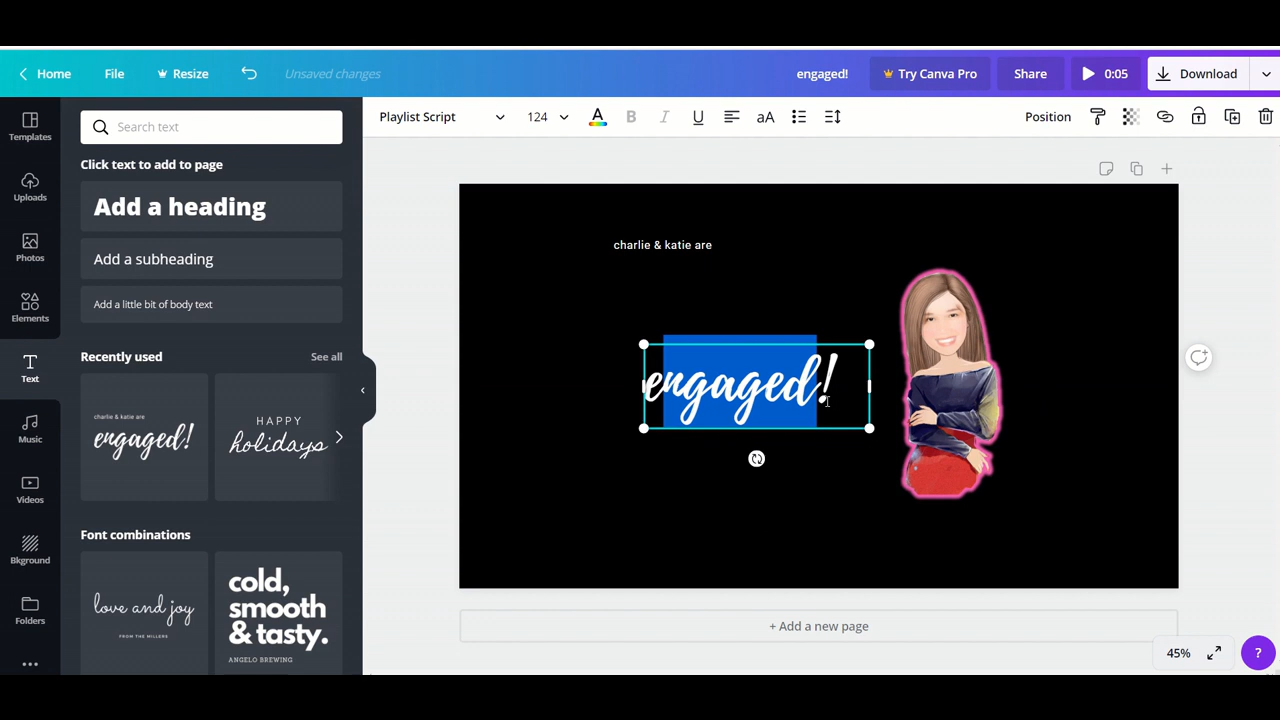 Home File Resize Unsaved changes engaged! Try Canva Pro Share 0:05 Download
Playlist Script 124 A B I U aA Position
Templates
Uploads
Photos
Elements
Text
Music
Videos
Bkground
Folders
Search text
Click text to add to page
Add a heading
Add a subheading
Add a little bit of body text
Recently used See all
charlie & katie are
engaged!
HAPPY
holidays
Font combinations
love and joy
FROM THE MILLERS
cold,
smooth
& tasty.
ANGELO BREWING
charlie & katie are
engaged!
+ Add a new page
45% ?